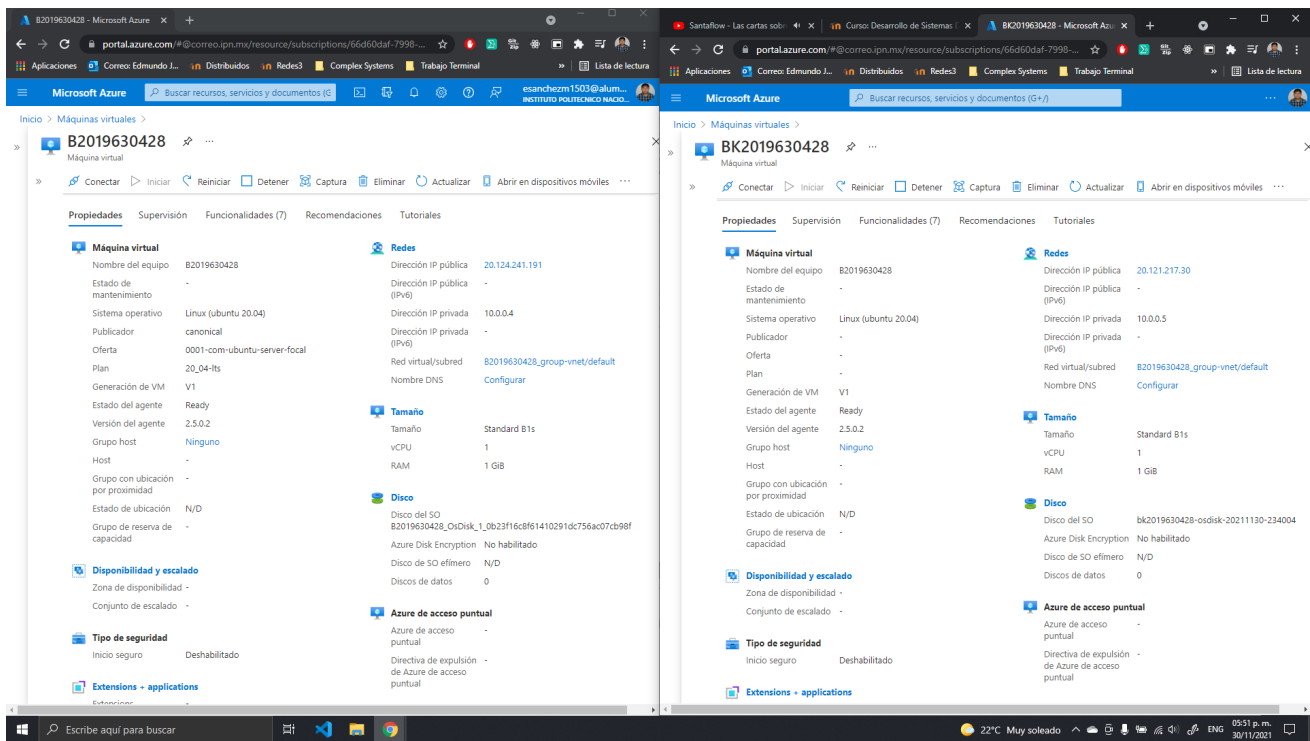 B2019630428 - Microsoft Azure
portal.azure.com/#@correo.ipn.mx/resource/subscriptions/66d60daf-7998-...
Aplicaciones Correo: Edmundo J... Distribuidos Redes3 Complex Systems Trabajo Terminal » Lista de lectura
Microsoft Azure
Buscar recursos, servicios y documentos (G
esanchezm1503@alum...
INSTITUTO POLITECNICO NACIO...
Inicio > Máquinas virtuales >
B2019630428 ...
Máquina virtual
Conectar Iniciar Reiniciar Detener Captura Eliminar Actualizar Abrir en dispositivos móviles ...
Propiedades Supervisión Funcionalidades (7) Recomendaciones Tutoriales
Máquina virtual
Nombre del equipo B2019630428
Estado de
mantenimiento -
Sistema operativo Linux (ubuntu 20.04)
Publicador canonical
Oferta 0001-com-ubuntu-server-focal
Plan 20_04-lts
Generación de VM V1
Estado del agente Ready
Versión del agente 2.5.0.2
Grupo host Ninguno
Host -
Grupo con ubicación
por proximidad -
Estado de ubicación N/D
Grupo de reserva de
capacidad -
Disponibilidad y escalado
Zona de disponibilidad -
Conjunto de escalado -
Tipo de seguridad
Inicio seguro Deshabilitado
Extensions + applications
Extensiones -
Redes
Dirección IP pública 20.124.241.191
Dirección IP pública
(IPv6) -
Dirección IP privada 10.0.0.4
Dirección IP privada
(IPv6) -
Red virtual/subred B2019630428_group-vnet/default
Nombre DNS Configurar
Tamaño
Tamaño Standard B1s
vCPU 1
RAM 1 GiB
Disco
Disco del SO
B2019630428_OsDisk_1_0b23f16c8f61410291dc756ac07cb98f
Azure Disk Encryption No habilitado
Disco de SO efímero N/D
Discos de datos 0
Azure de acceso puntual
Azure de acceso
puntual -
Directiva de expulsión
de Azure de acceso
puntual -
Santaflow - Las cartas sobr
Curso: Desarrollo de Sistemas
BK2019630428 - Microsoft Azu
portal.azure.com/#@correo.ipn.mx/resource/subscriptions/66d60daf-7998-...
Aplicaciones Correo: Edmundo J... Distribuidos Redes3 Complex Systems Trabajo Terminal » Lista de lectura
Microsoft Azure
Buscar recursos, servicios y documentos (G+/)
...
Inicio > Máquinas virtuales >
BK2019630428 ...
Máquina virtual
Conectar Iniciar Reiniciar Detener Captura Eliminar Actualizar Abrir en dispositivos móviles ...
Propiedades Supervisión Funcionalidades (7) Recomendaciones Tutoriales
Máquina virtual
Nombre del equipo B2019630428
Estado de
mantenimiento -
Sistema operativo Linux (ubuntu 20.04)
Publicador -
Oferta -
Plan -
Generación de VM V1
Estado del agente Ready
Versión del agente 2.5.0.2
Grupo host Ninguno
Host -
Grupo con ubicación
por proximidad -
Estado de ubicación N/D
Grupo de reserva de
capacidad -
Disponibilidad y escalado
Zona de disponibilidad -
Conjunto de escalado -
Tipo de seguridad
Inicio seguro Deshabilitado
Extensions + applications
Redes
Dirección IP pública 20.121.217.30
Dirección IP pública
(IPv6) -
Dirección IP privada 10.0.0.5
Dirección IP privada
(IPv6) -
Red virtual/subred B2019630428_group-vnet/default
Nombre DNS Configurar
Tamaño
Tamaño Standard B1s
vCPU 1
RAM 1 GiB
Disco
Disco del SO bk2019630428-osdisk-20211130-234004
Azure Disk Encryption No habilitado
Disco de SO efímero N/D
Discos de datos 0
Azure de acceso puntual
Azure de acceso
puntual -
Directiva de expulsión
de Azure de acceso
puntual -
Escribe aquí para buscar
22°C Muy soleado
ENG
05:51 p. m.
30/11/2021